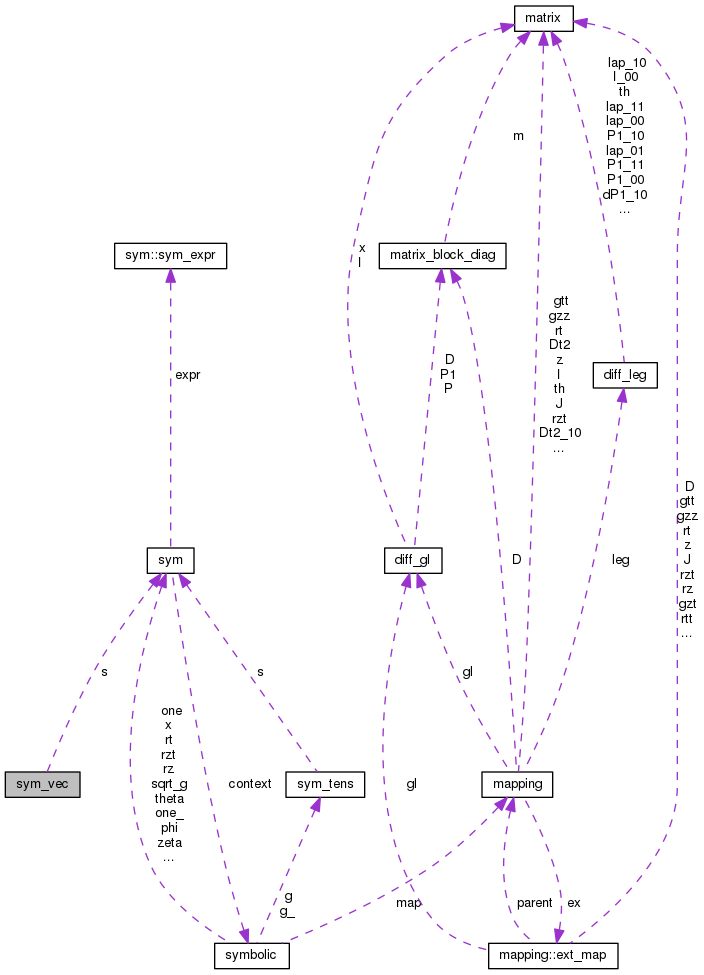 matrix
lap_10
l_00
th
lap_11
lap_00
P1_10
lap_01
P1_11
P1_00
dP1_10
...
m
sym::sym_expr
x
l
matrix_block_diag
gtt
gzz
rt
Dt2
z
l
th
J
rzt
Dt2_10
...
diff_leg
expr
D
P1
P
D
gtt
gzz
rt
z
J
rzt
rz
gzt
rtt
...
sym
diff_gl
D
leg
s
s
gl
one
x
rt
rzt
rz
sqrt_g
theta
one_
phi
zeta
...
context
gl
sym_vec
sym_tens
mapping
g
g_
map
parent
ex
symbolic
mapping::ext_map